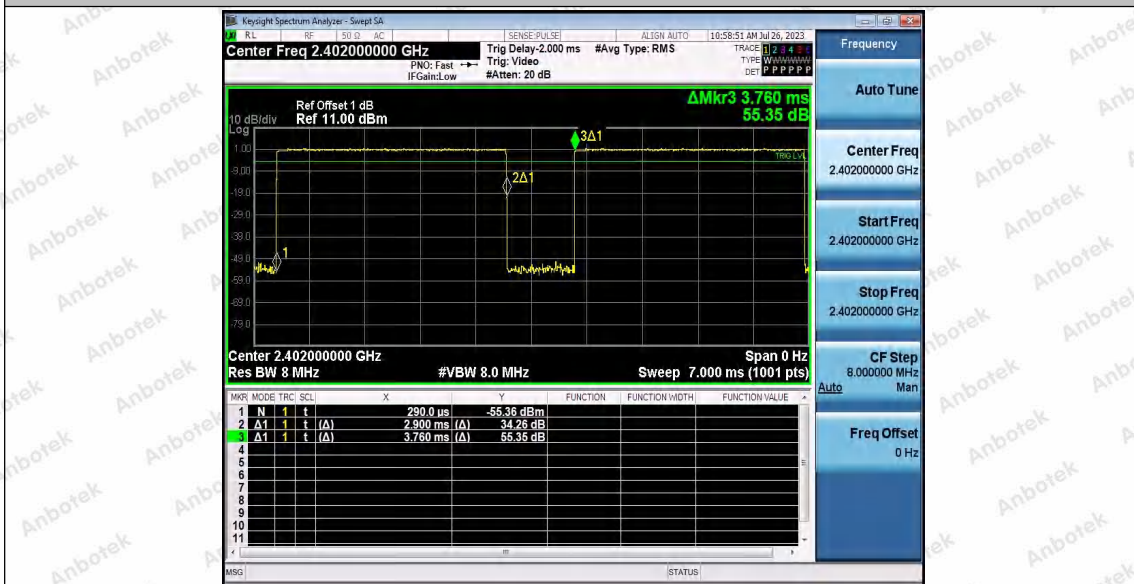 Keysight Spectrum Analyzer - Swept SA
RL RF 50 Ω AC SENSE:PULSE ALIGN AUTO 10:58:51 AM Jul 26, 2023
Center Freq 2.402000000 GHz
PNO: Fast
IFGain:Low
Trig Delay-2.000 ms
Trig: Video
#Atten: 20 dB
#Avg Type: RMS
TRACE 1 2 3 4 5 6
TYPE WWWWWW
DET P P P P P P
Ref Offset 1 dB
Ref 11.00 dBm
10 dB/div
Log
ΔMkr3 3.760 ms
55.35 dB
1.00
-9.00
-19.0
-29.0
-39.0
-49.0
-59.0
-69.0
-79.0
3Δ1
TRIG LVL
2Δ1
1
Center 2.402000000 GHz
Span 0 Hz
Res BW 8 MHz
#VBW 8.0 MHz
Sweep 7.000 ms (1001 pts)
MKR MODE TRC SCL X Y FUNCTION FUNCTION WIDTH FUNCTION VALUE
1 N 1 t 290.0 µs -55.36 dBm
2 Δ1 1 t (Δ) 2.900 ms (Δ) 34.26 dB
3 Δ1 1 t (Δ) 3.760 ms (Δ) 55.35 dB
4
5
6
7
8
9
10
11
MSG
STATUS
Frequency
Auto Tune
Center Freq
2.402000000 GHz
Start Freq
2.402000000 GHz
Stop Freq
2.402000000 GHz
CF Step
8.000000 MHz
Auto Man
Freq Offset
0 Hz
Anbotek